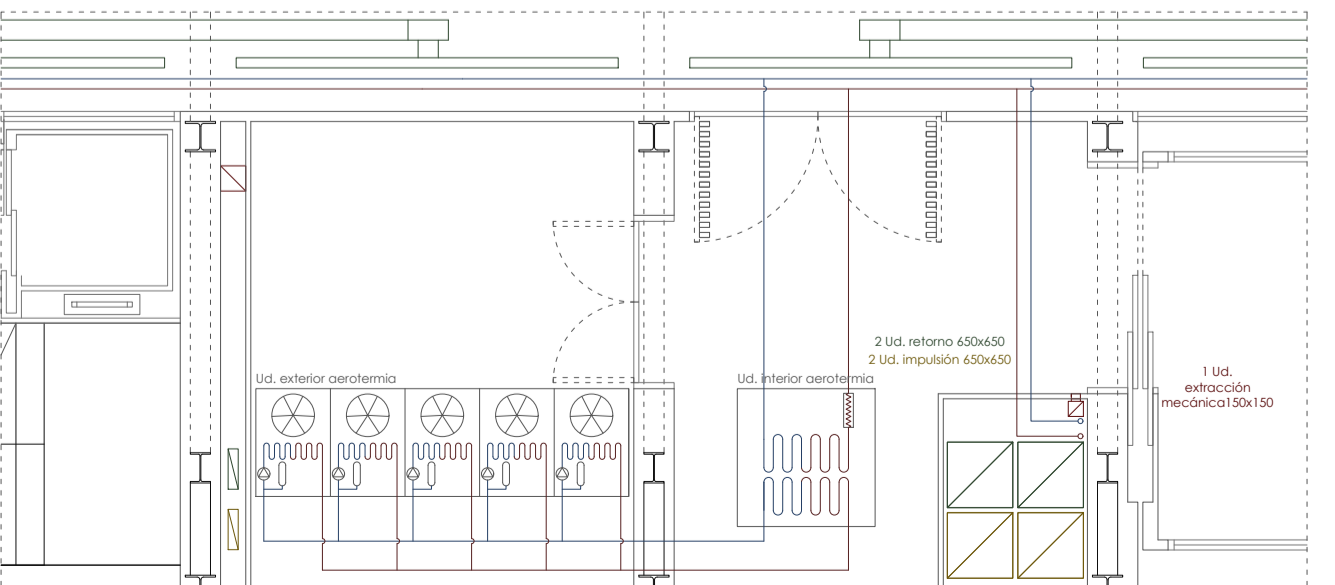 2 Ud. retorno 650x650
2 Ud. impulsión 650x650
1 Ud.
extracción
mecánica150x150
Ud. exterior aerotermia
Ud. interior aerotermia